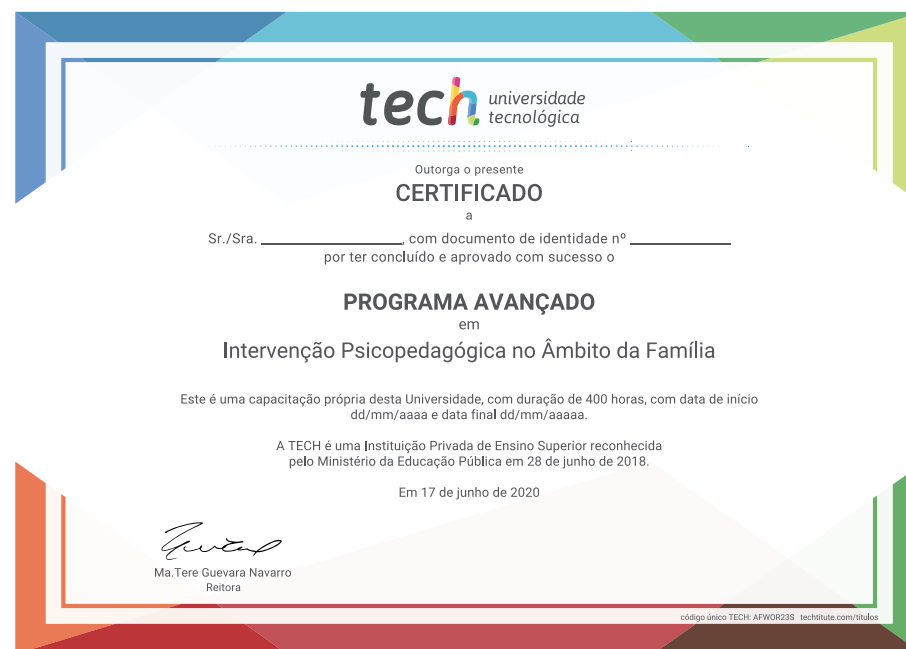 tech universidade
tecnológica
Outorga o presente
CERTIFICADO
a
Sr./Sra. ____________________, com documento de identidade nº ______________
por ter concluído e aprovado com sucesso o
PROGRAMA AVANÇADO
em
Intervenção Psicopedagógica no Âmbito da Família
Este é uma capacitação própria desta Universidade, com duração de 400 horas, com data de início
dd/mm/aaaa e data final dd/mm/aaaaa.
A TECH é uma Instituição Privada de Ensino Superior reconhecida
pelo Ministério da Educação Pública em 28 de junho de 2018.
Em 17 de junho de 2020
Ma.Tere Guevara Navarro
Reitora
código único TECH: AFWOR23S techtitute.com/titulos